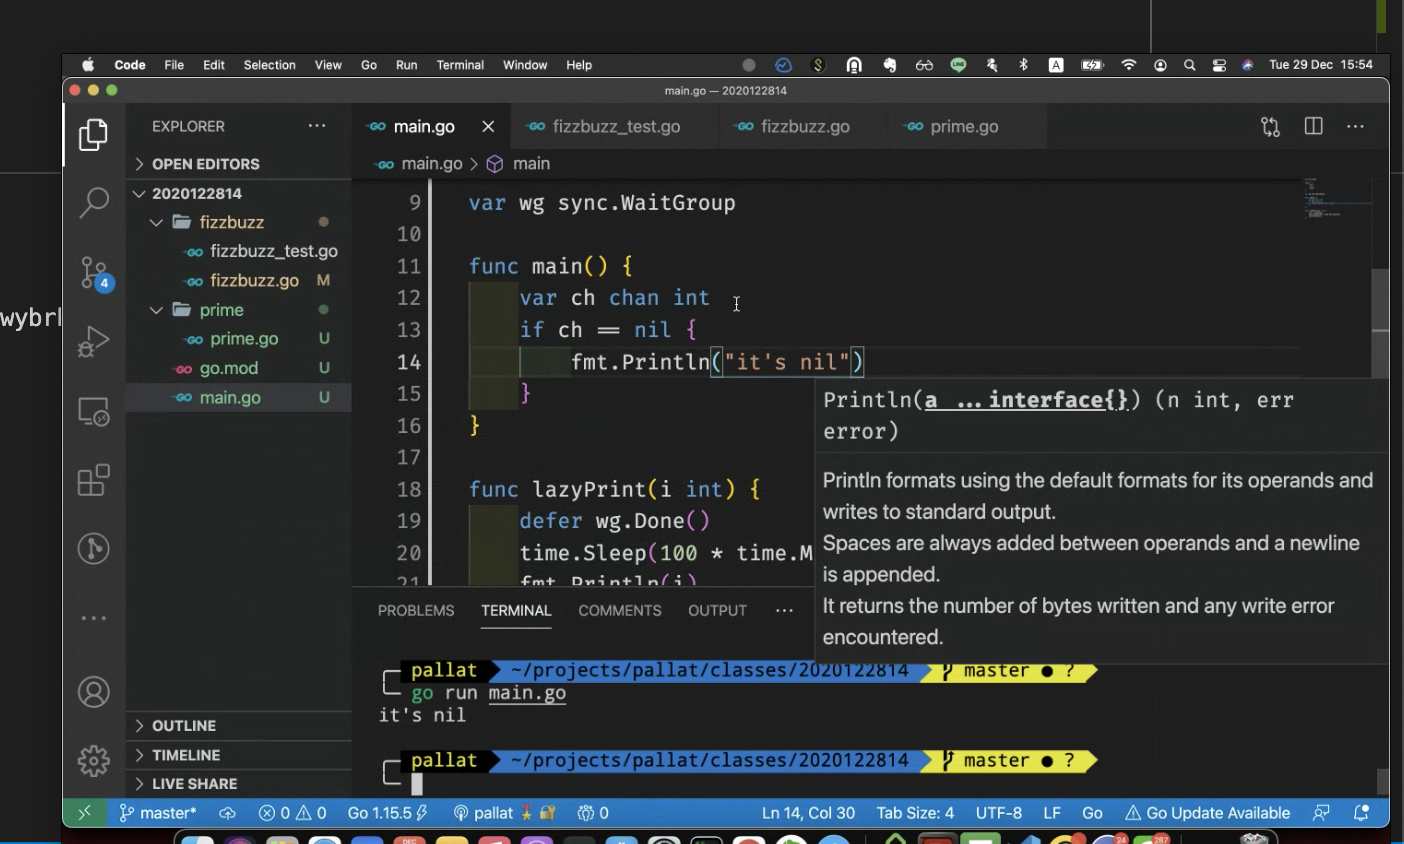 Code File Edit Selection View Go Run Terminal Window Help
A
Tue 29 Dec 15:54
main.go — 2020122814
EXPLORER
main.go
fizzbuzz_test.go
fizzbuzz.go
prime.go
OPEN EDITORS
main.go > main
2020122814
fizzbuzz
fizzbuzz_test.go
fizzbuzz.go M
prime
prime.go U
go.mod U
main.go U
4
9 var wg sync.WaitGroup
10
11 func main() {
12 var ch chan int
13 if ch == nil {
14 fmt.Println("it's nil")
15 }
16 }
17
18 func lazyPrint(i int) {
19 defer wg.Done()
20 time.Sleep(100 * time.M
21 fmt.Println(i)
Println(a ...interface{}) (n int, err
error)
Println formats using the default formats for its operands and
writes to standard output.
Spaces are always added between operands and a newline
is appended.
It returns the number of bytes written and any write error
encountered.
PROBLEMS TERMINAL COMMENTS OUTPUT
pallat ~/projects/pallat/classes/2020122814 master ● ?
go run main.go
it's nil
pallat ~/projects/pallat/classes/2020122814 master ● ?
OUTLINE
TIMELINE
LIVE SHARE
master* 0 0 Go 1.15.5 pallat 0 Ln 14, Col 30 Tab Size: 4 UTF-8 LF Go Go Update Available
DEC
24
287